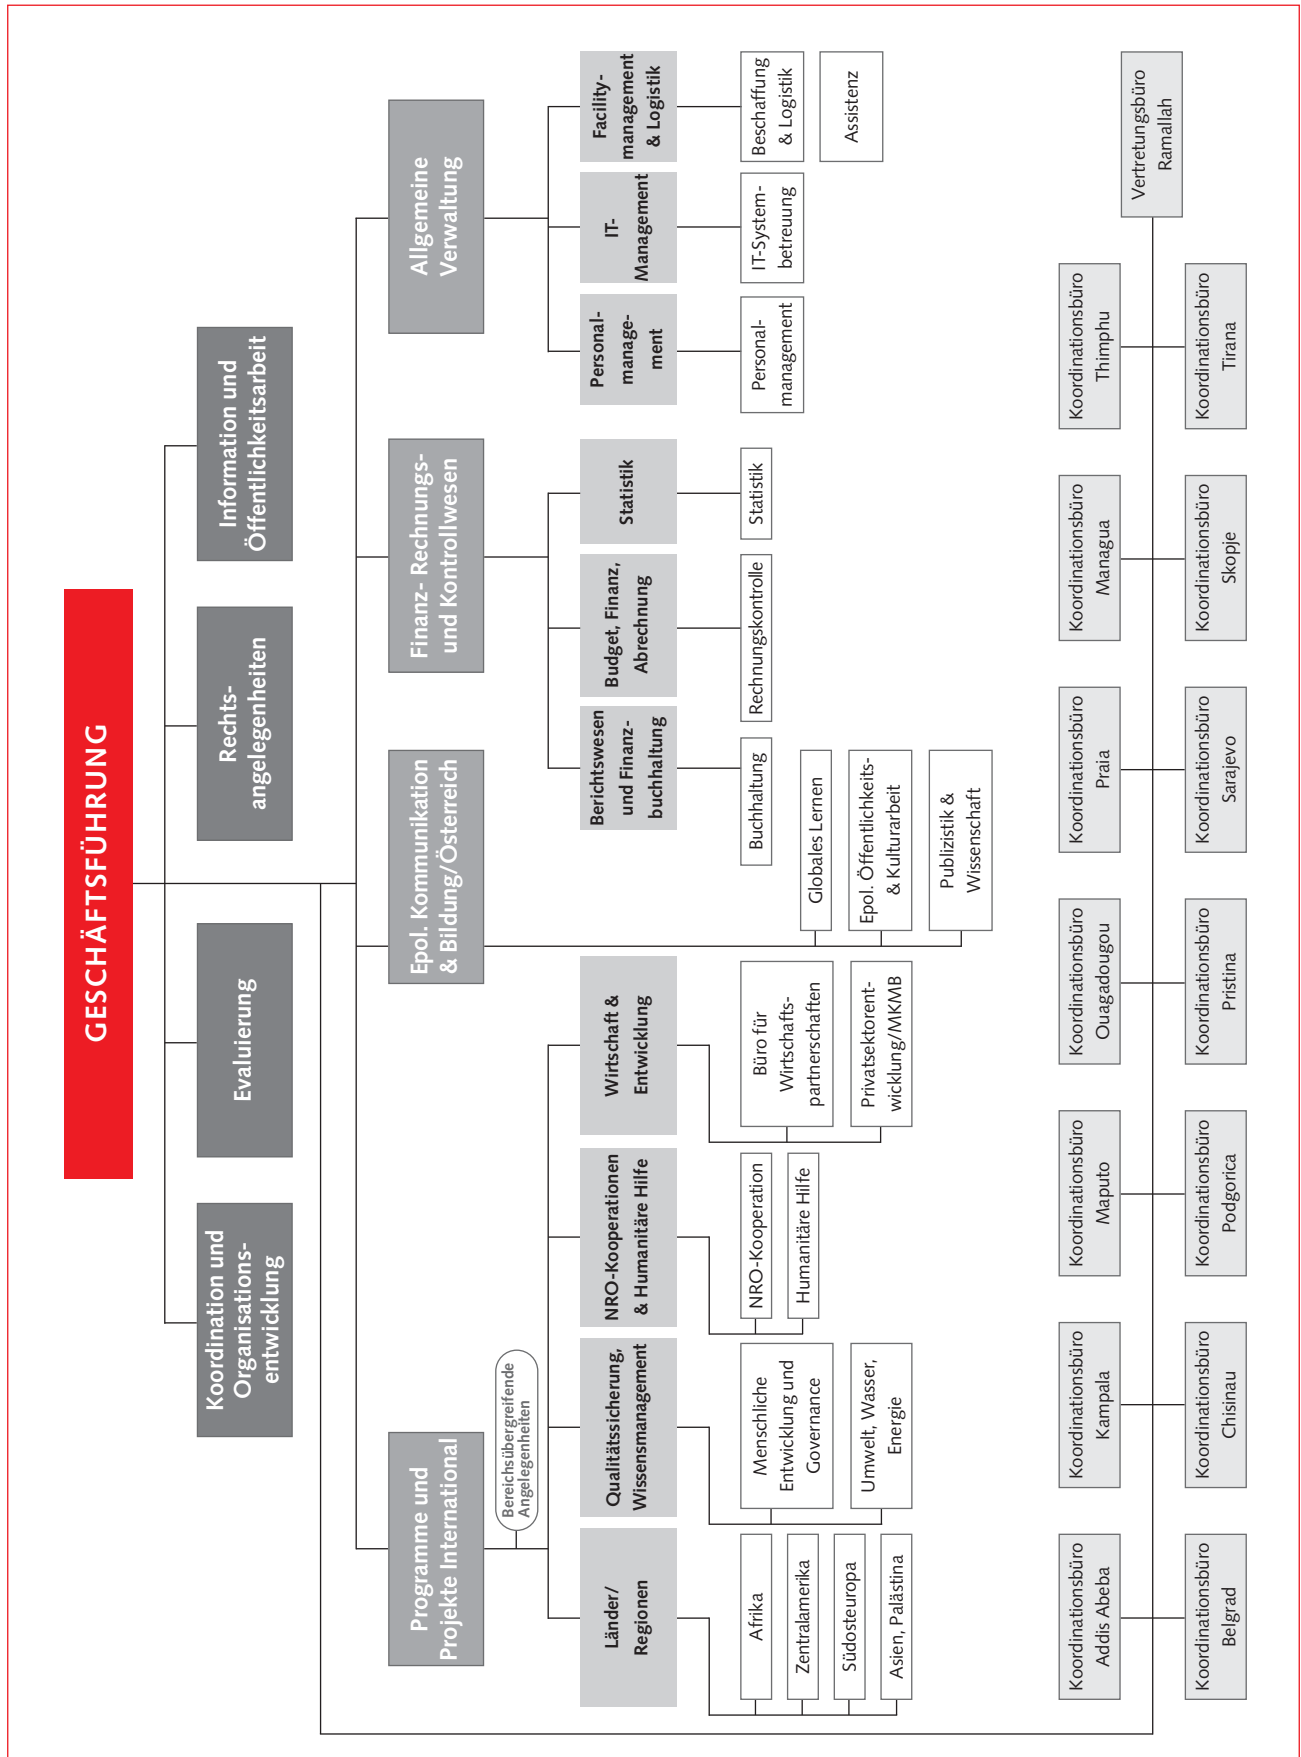 GESCHÄFTSFÜHRUNG
Koordination und
Organisations-
entwicklung
Evaluierung
Rechts-
angelegenheiten
Information und
Öffentlichkeitsarbeit
Programme und
Projekte International
Epol. Kommunikation
& Bildung/Österreich
Finanz- Rechnungs-
und Kontrollwesen
Allgemeine
Verwaltung
Bereichsübergreifende
Angelegenheiten
Länder/
Regionen
Qualitätssicherung,
Wissensmanagement
NRO-Kooperationen
& Humanitäre Hilfe
Wirtschaft &
Entwicklung
Berichtswesen
und Finanz-
buchhaltung
Budget, Finanz,
Abrechnung
Statistik
Personal-
manage-
ment
IT-
Management
Facility-
management
& Logistik
Afrika
Zentralamerika
Südosteuropa
Asien, Palästina
Menschliche
Entwicklung und
Governance
Umwelt, Wasser,
Energie
NRO-Kooperation
Humanitäre Hilfe
Büro für
Wirtschafts-
partnerschaften
Privatsektorent-
wicklung/MKMB
Globales Lernen
Epol. Öffentlichkeits-
& Kulturarbeit
Publizistik &
Wissenschaft
Buchhaltung
Rechnungskontrolle
Statistik
Personal-
management
IT-System-
betreuung
Beschaffung
& Logistik
Assistenz
Koordinationsbüro
Addis Abeba
Koordinationsbüro
Kampala
Koordinationsbüro
Maputo
Koordinationsbüro
Ouagadougou
Koordinationsbüro
Praia
Koordinationsbüro
Managua
Koordinationsbüro
Thimphu
Vertretungsbüro
Ramallah
Koordinationsbüro
Belgrad
Koordinationsbüro
Chisinau
Koordinationsbüro
Podgorica
Koordinationsbüro
Pristina
Koordinationsbüro
Sarajevo
Koordinationsbüro
Skopje
Koordinationsbüro
Tirana